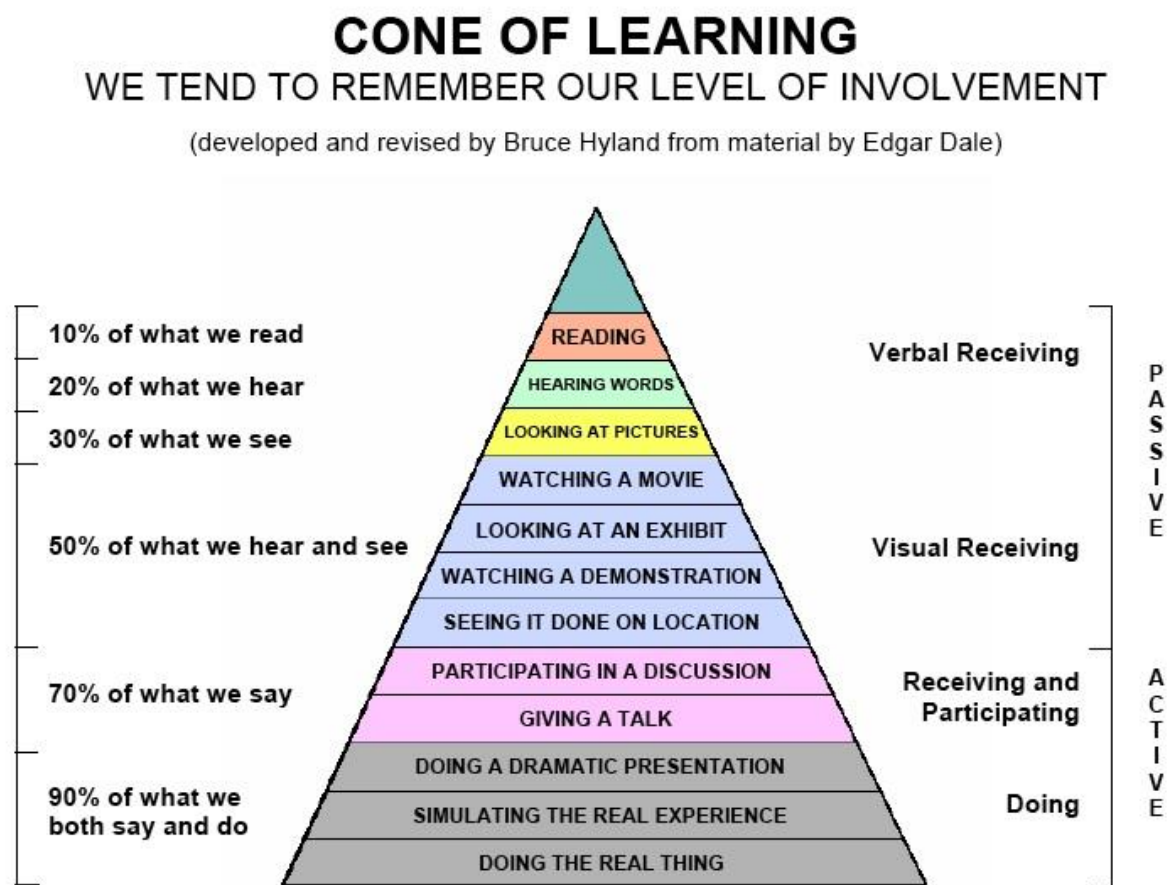 CONE OF LEARNING
WE TEND TO REMEMBER OUR LEVEL OF INVOLVEMENT
(developed and revised by Bruce Hyland from material by Edgar Dale)
10% of what we read
20% of what we hear
30% of what we see
50% of what we hear and see
70% of what we say
90% of what we
both say and do
READING
HEARING WORDS
LOOKING AT PICTURES
WATCHING A MOVIE
LOOKING AT AN EXHIBIT
WATCHING A DEMONSTRATION
SEEING IT DONE ON LOCATION
PARTICIPATING IN A DISCUSSION
GIVING A TALK
DOING A DRAMATIC PRESENTATION
SIMULATING THE REAL EXPERIENCE
DOING THE REAL THING
Verbal Receiving
Visual Receiving
Receiving and
Participating
Doing
PASSIVE
ACTIVE